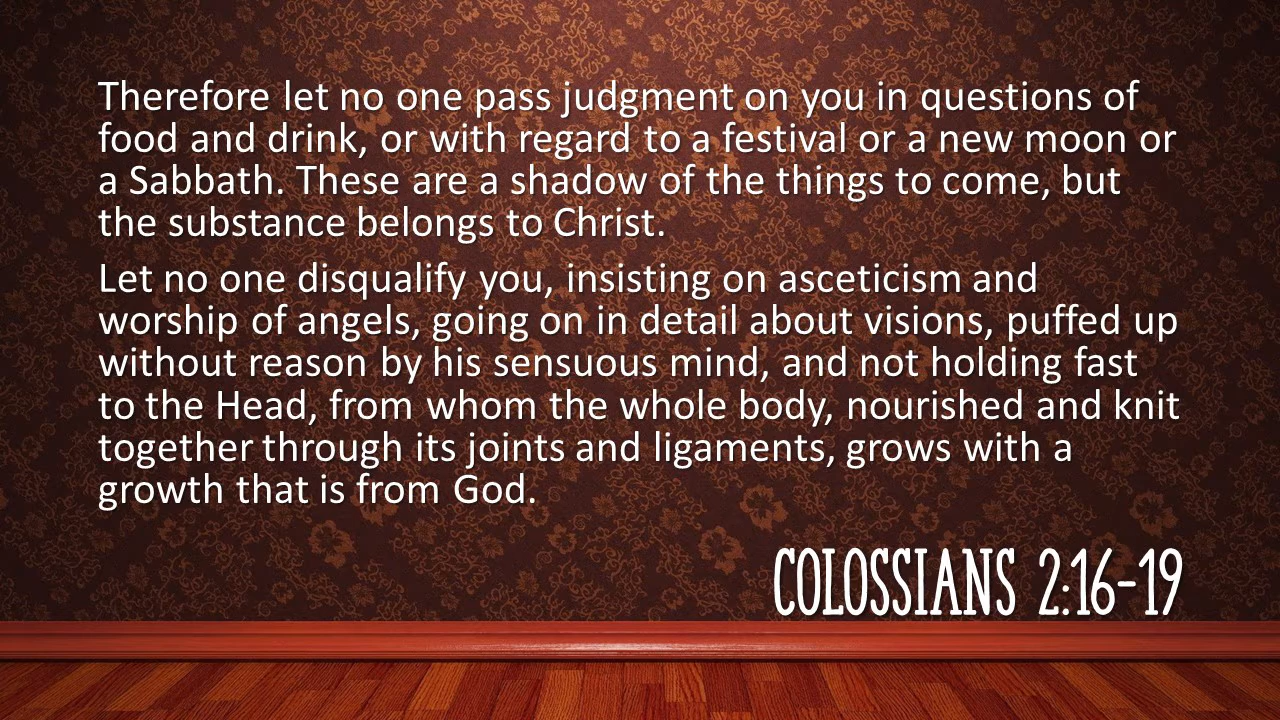 Therefore let no one pass judgment on you in questions of
food and drink, or with regard to a festival or a new moon or
a Sabbath. These are a shadow of the things to come, but
the substance belongs to Christ.
Let no one disqualify you, insisting on asceticism and
worship of angels, going on in detail about visions, puffed up
without reason by his sensuous mind, and not holding fast
to the Head, from whom the whole body, nourished and knit
together through its joints and ligaments, grows with a
growth that is from God.
COLOSSIANS 2:16-19